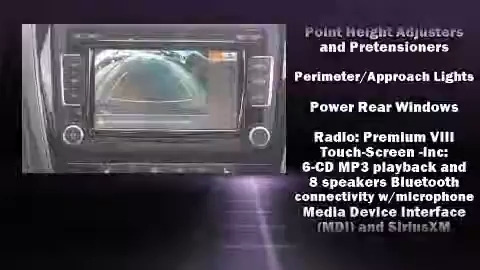 Point Height Adjusters
and Pretensioners
Perimeter/Approach Lights
Power Rear Windows
Radio: Premium VIII
Touch-Screen -inc:
6-CD MP3 playback and
8 speakers Bluetooth
connectivity w/microphone
Media Device Interface
(MDI) and SiriusXM